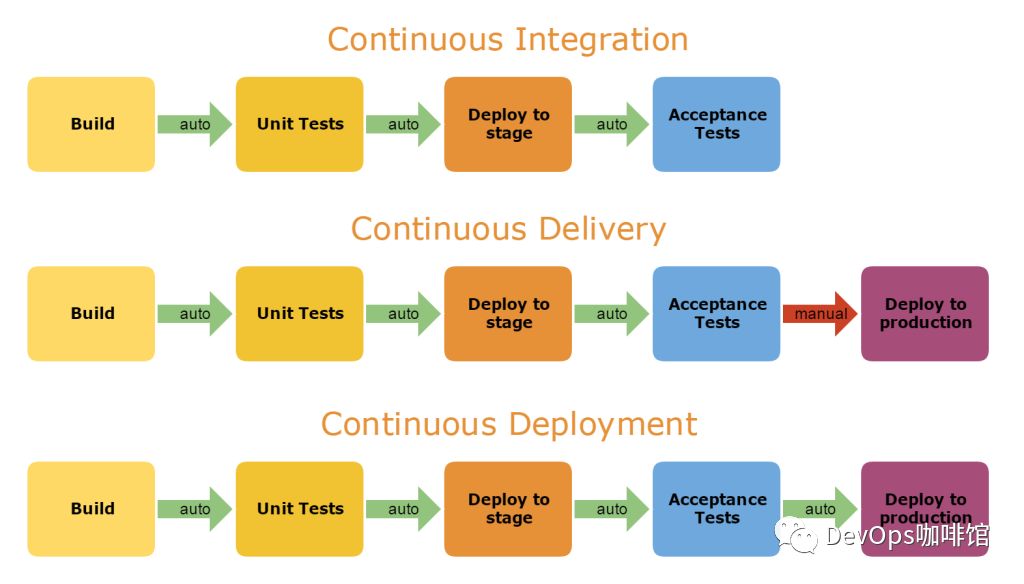 Continuous Integration
Build
auto
Unit Tests
auto
Deploy to
stage
auto
Acceptance
Tests
Continuous Delivery
Build
auto
Unit Tests
auto
Deploy to
stage
auto
Acceptance
Tests
manual
Deploy to
production
Continuous Deployment
Build
auto
Unit Tests
auto
Deploy to
stage
auto
Acceptance
Tests
auto
Deploy to
production
DevOps咖啡馆